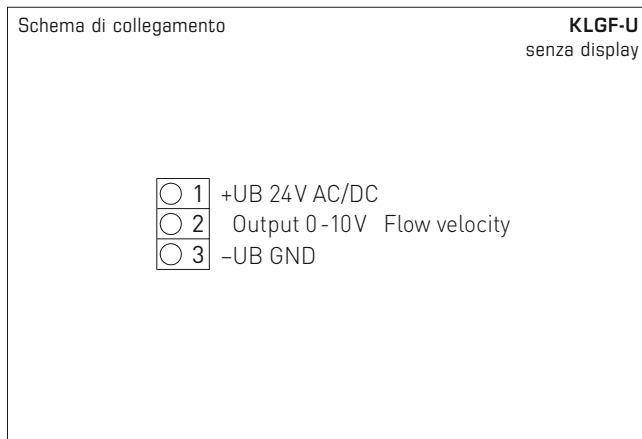 Schema di collegamento
KLGF-U
senza display
1 +UB 24V AC/DC
2 Output 0-10V Flow velocity
3 –UB GND